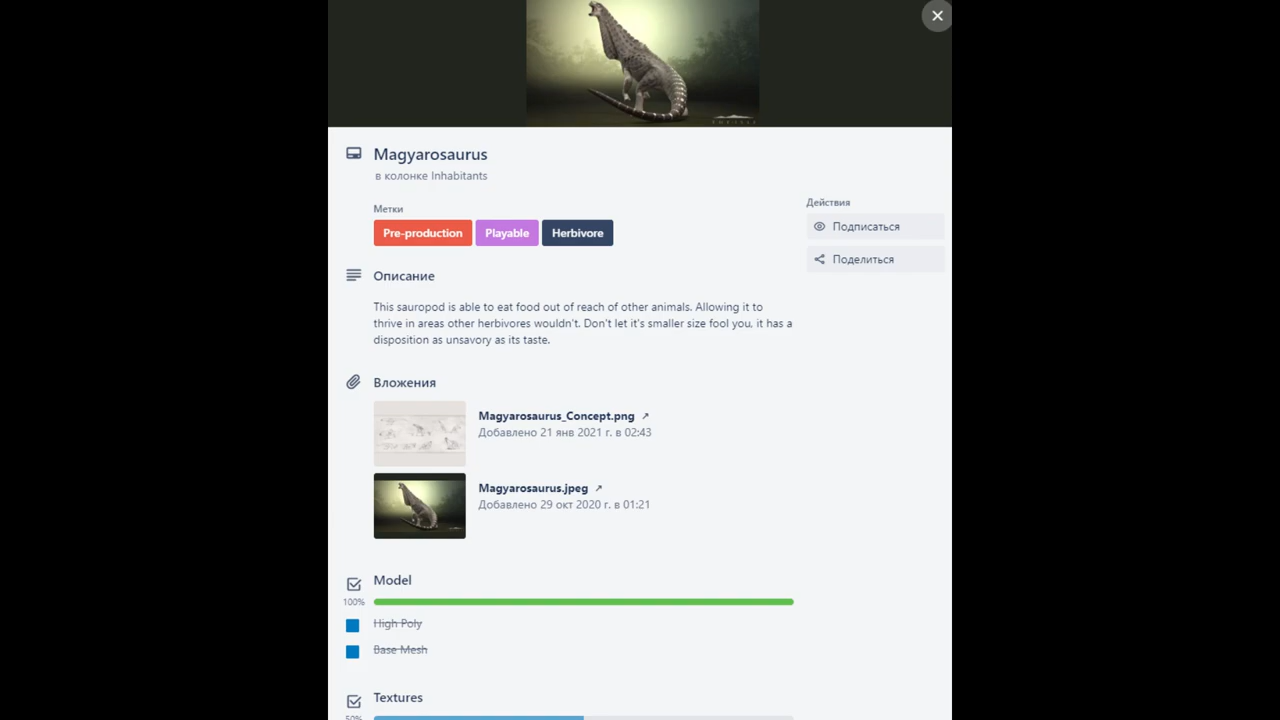 Magyarosaurus
в колонке Inhabitants
Метки
Pre-production Playable Herbivore
Действия
Подписаться
Поделиться
Описание
This sauropod is able to eat food out of reach of other animals. Allowing it to
thrive in areas other herbivores wouldn't. Don't let it's smaller size fool you, it has a
disposition as unsavory as its taste.
Вложения
Magyarosaurus_Concept.png ↗
Добавлено 21 янв 2021 г. в 02:43
Magyarosaurus.jpeg ↗
Добавлено 29 окт 2020 г. в 01:21
Model
100%
High Poly
Base Mesh
Textures
50%